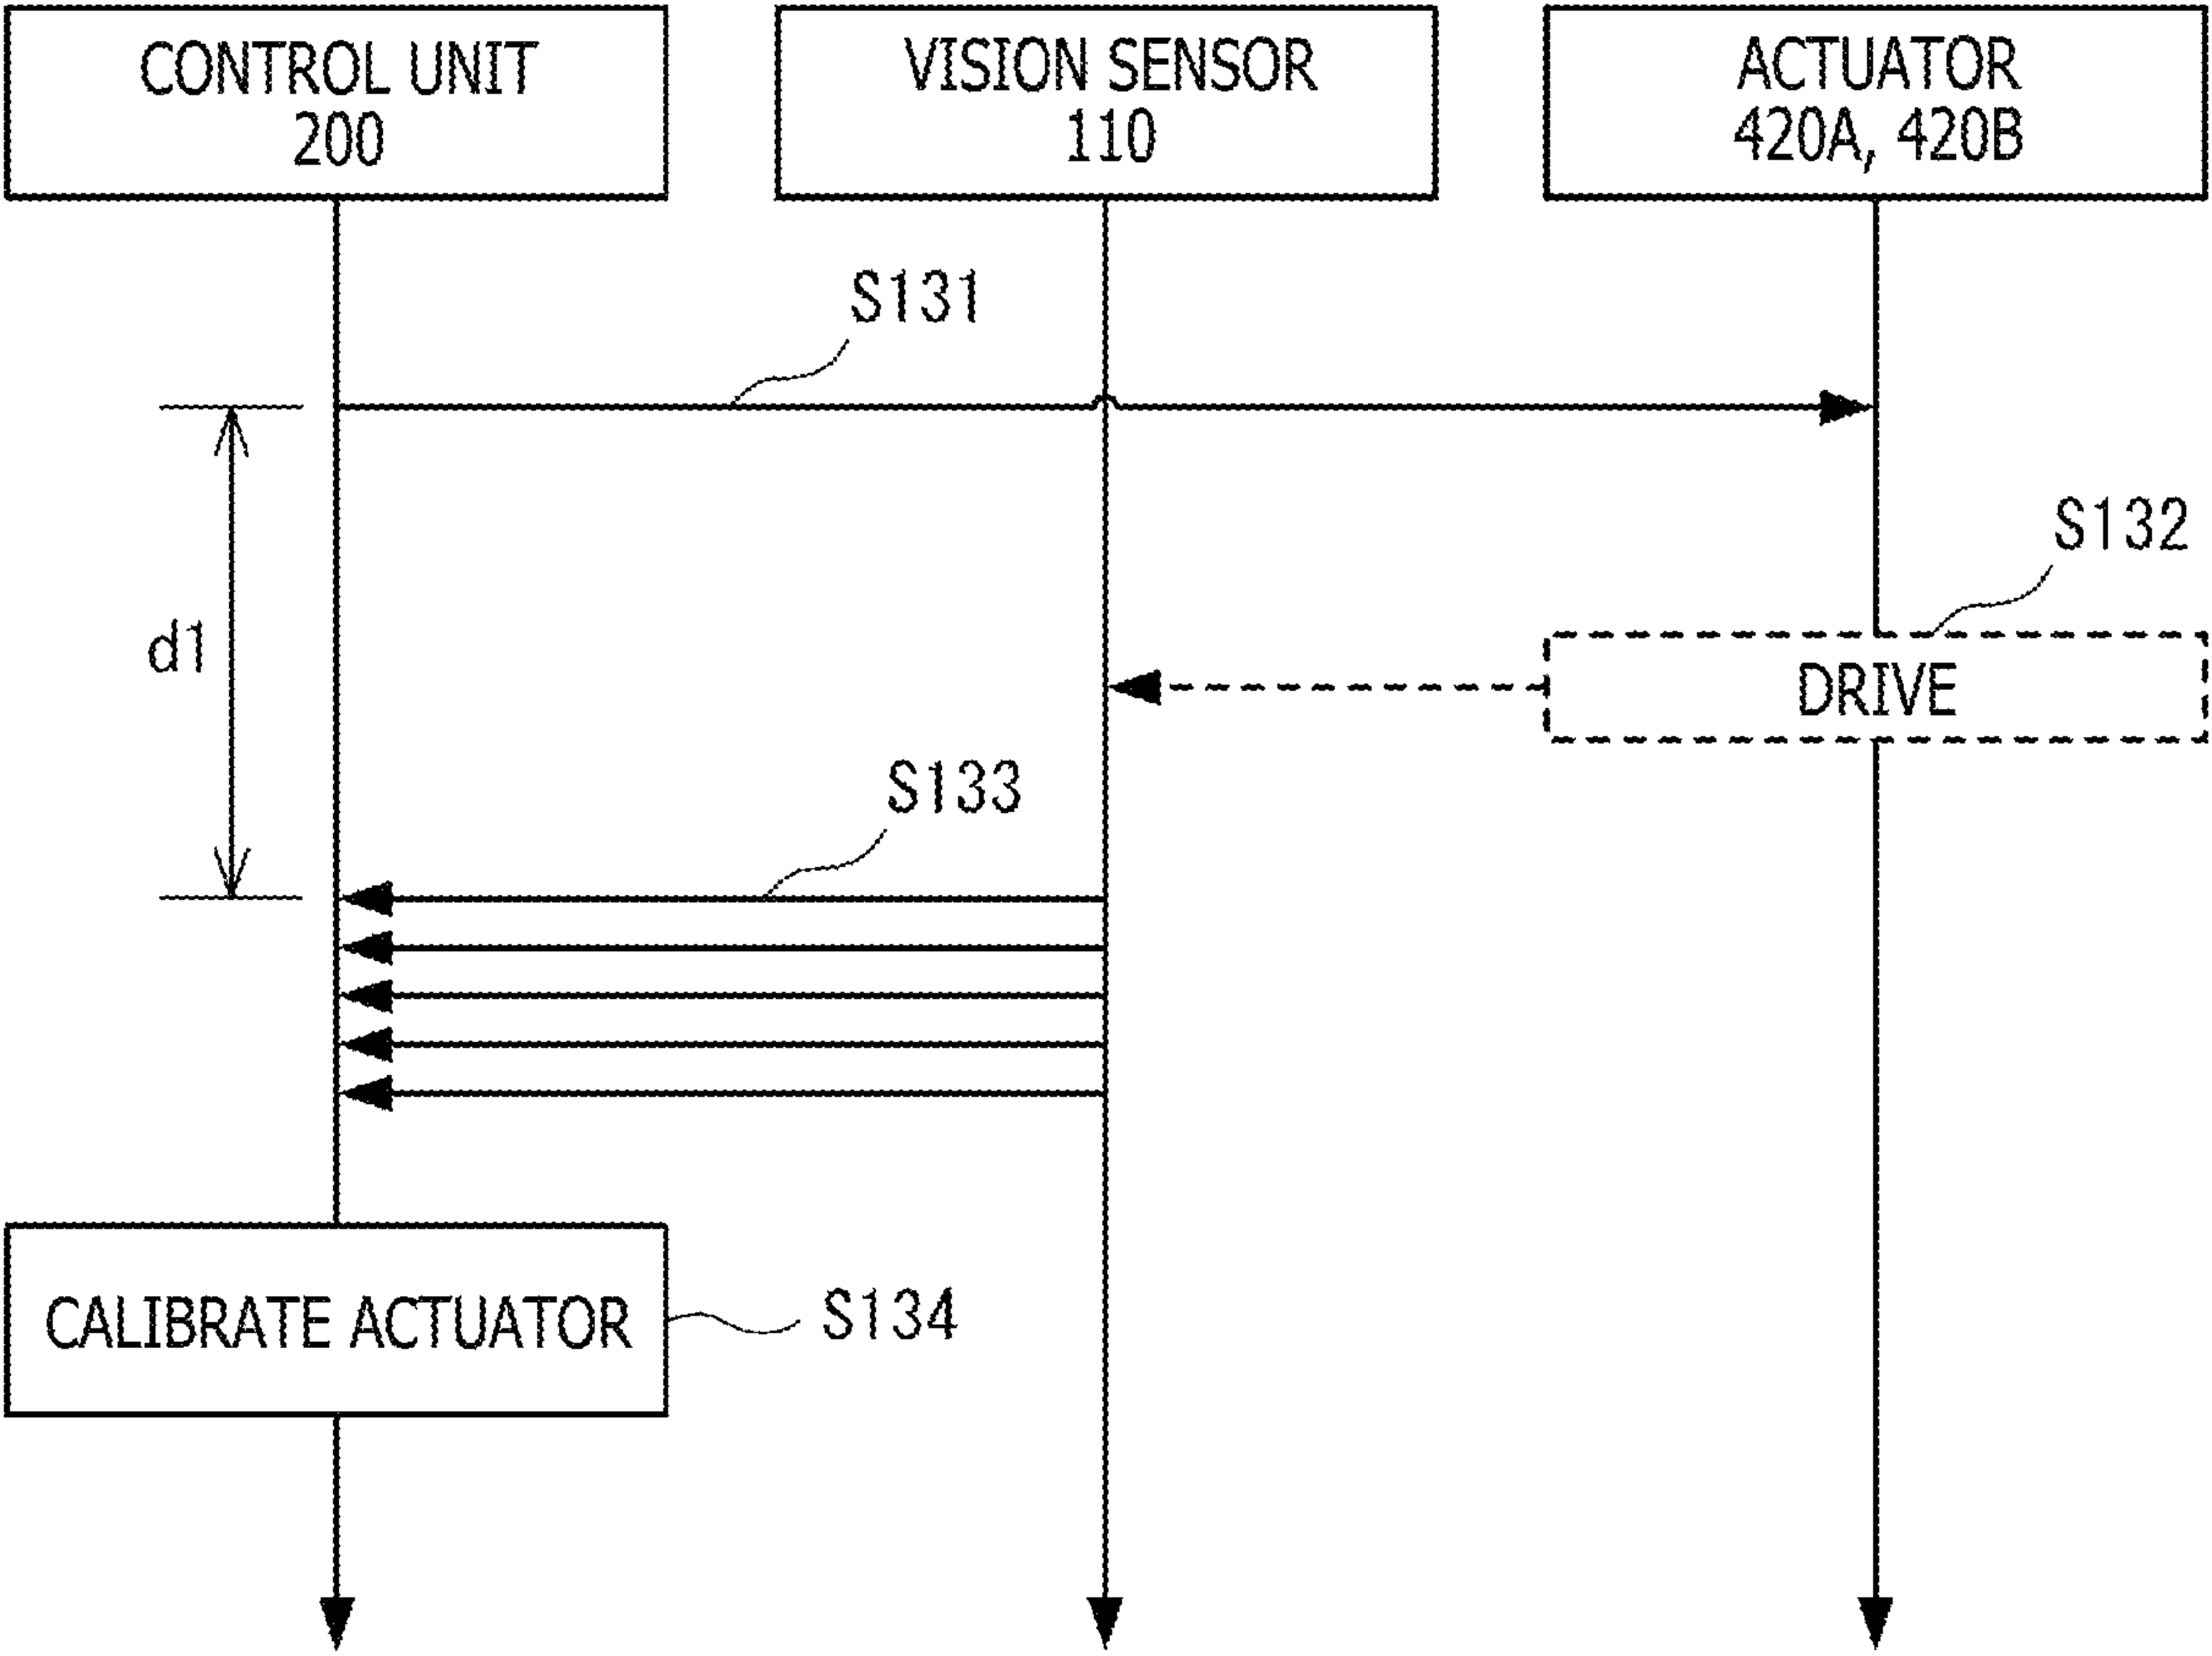 CONTROL UNIT
200
VISION SENSOR
110
ACTUATOR
420A, 420B
S131
S132
d1
DRIVE
S133
CALIBRATE ACTUATOR
S134